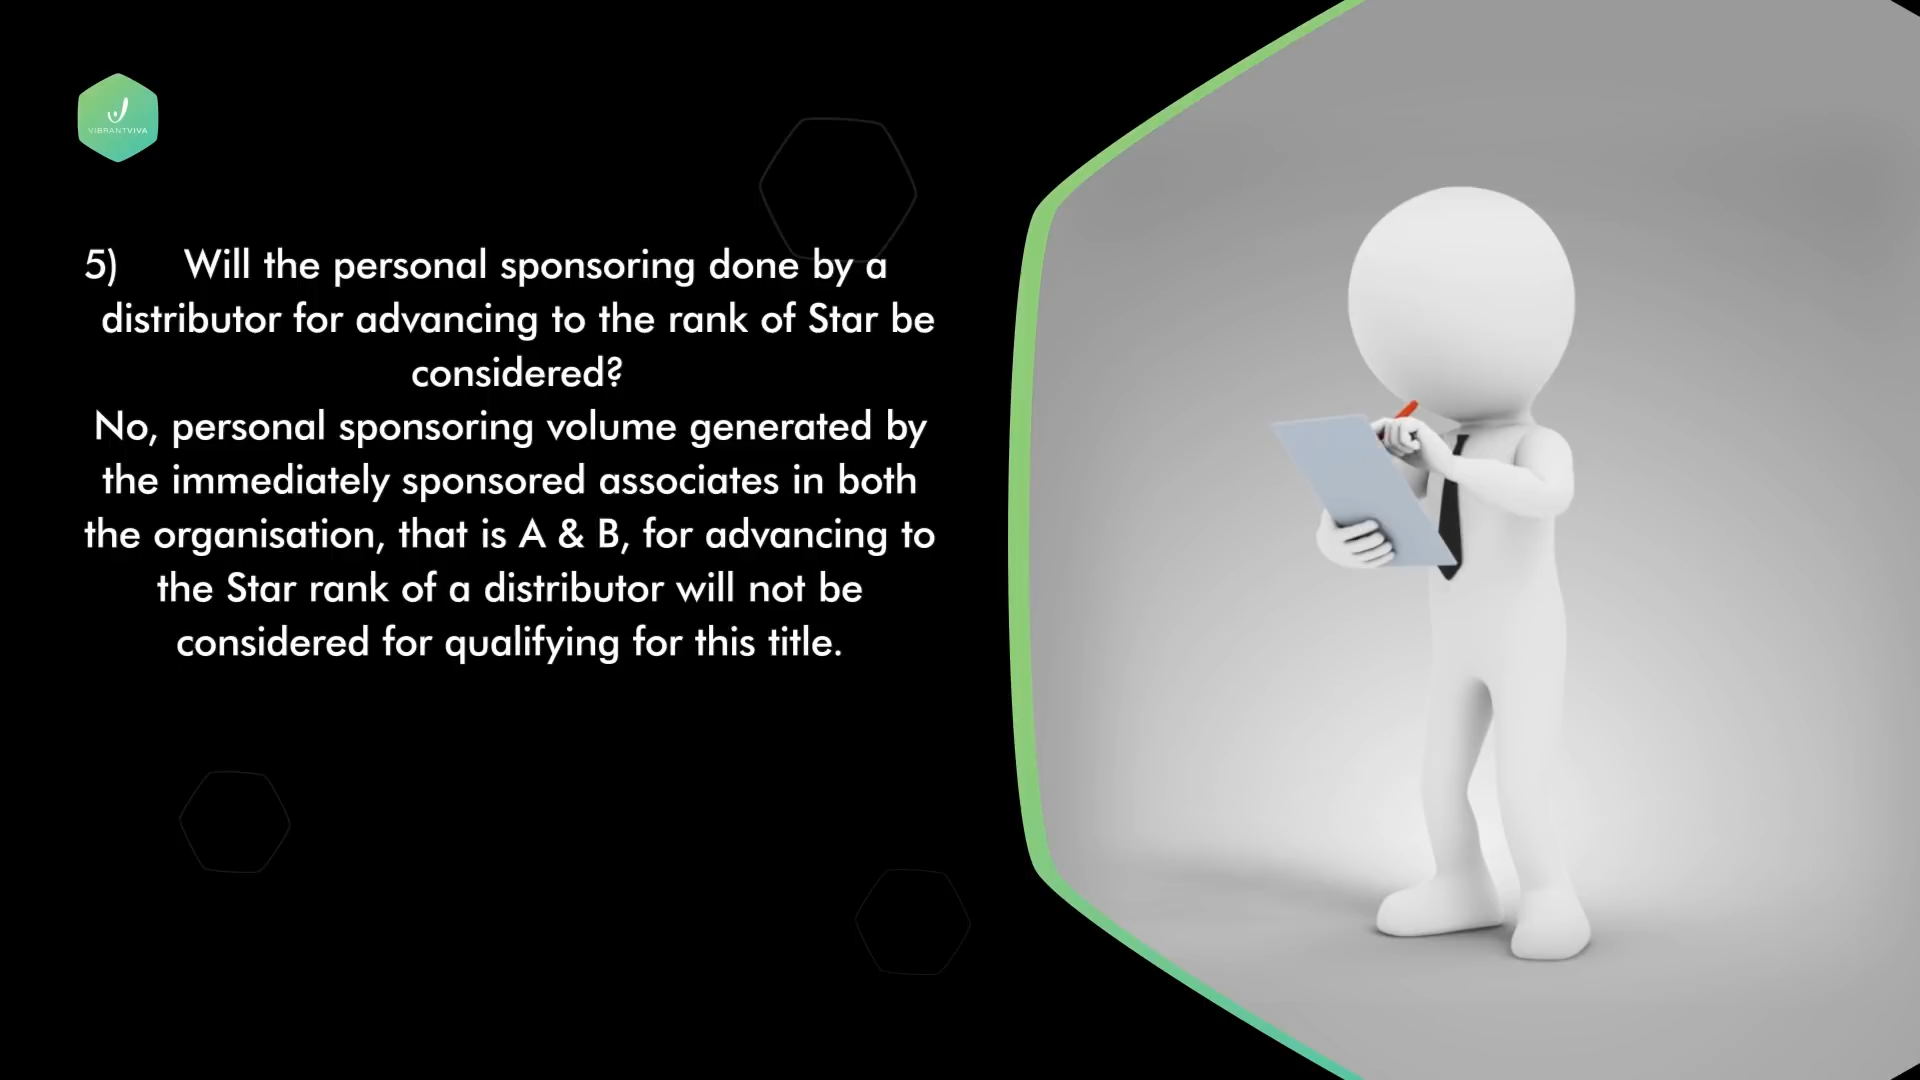 VIBRANTVIVA
5) Will the personal sponsoring done by a
distributor for advancing to the rank of Star be
considered?
No, personal sponsoring volume generated by
the immediately sponsored associates in both
the organisation, that is A & B, for advancing to
the Star rank of a distributor will not be
considered for qualifying for this title.